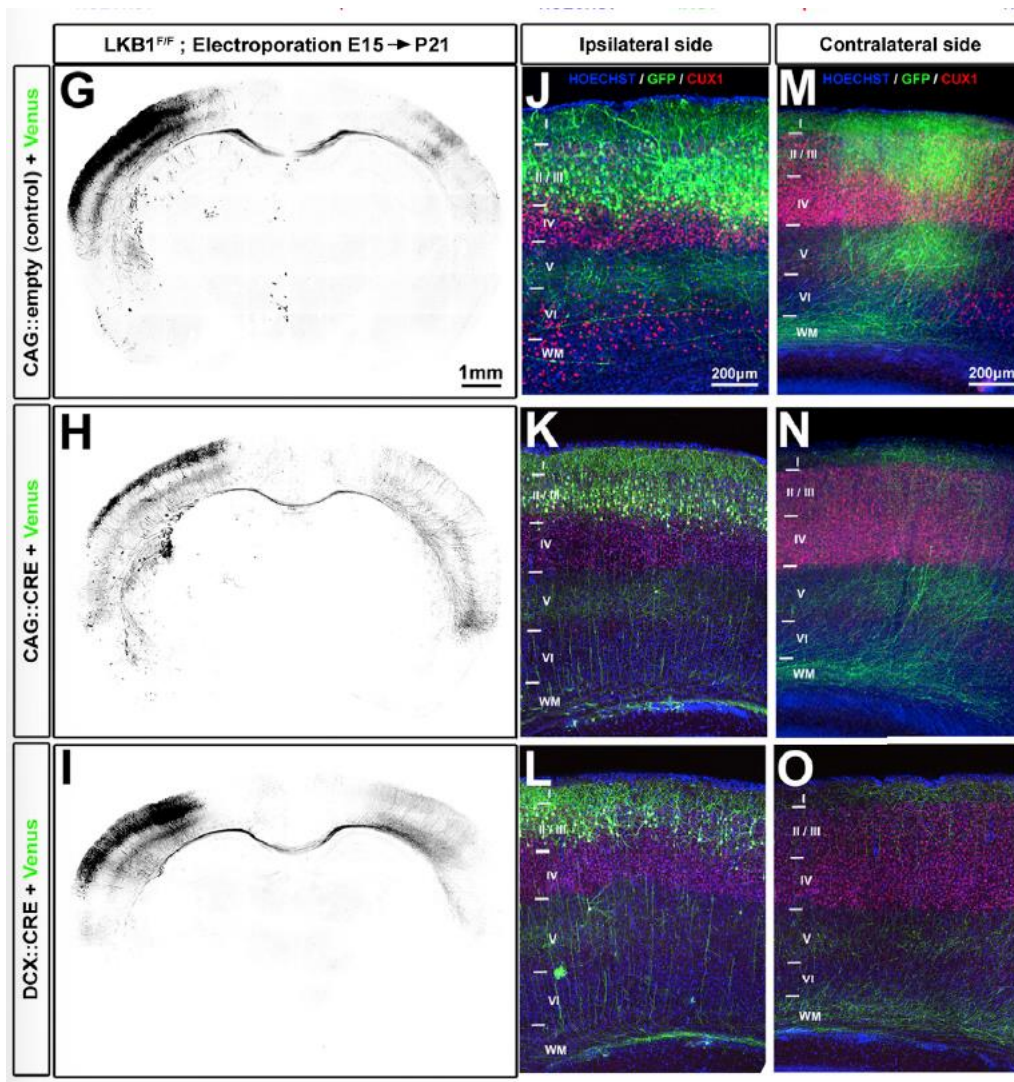 LKB1F/F ; Electroporation E15 → P21
Ipsilateral side
Contralateral side
CAG::empty (control) + Venus
G
1mm
J
HOECHST / GFP / CUX1
I
II / III
IV
V
VI
WM
200µm
M
HOECHST / GFP / CUX1
I
II / III
IV
V
VI
WM
200µm
CAG::CRE + Venus
H
K
I
II / III
IV
V
VI
WM
N
I
II / III
IV
V
VI
WM
DCX::CRE + Venus
I
L
I
II / III
IV
V
VI
WM
O
I
II / III
IV
V
VI
WM